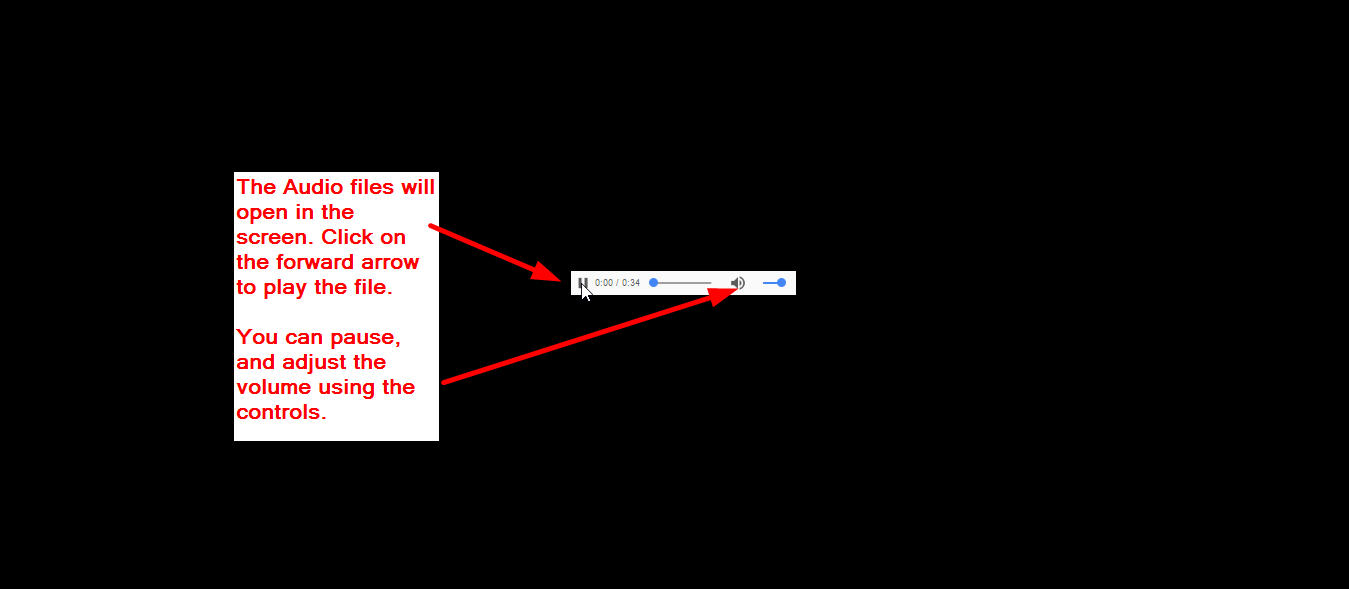 The Audio files will
open in the
screen. Click on
the forward arrow
to play the file.
You can pause,
and adjust the
volume using the
controls.
0:00 / 0:34